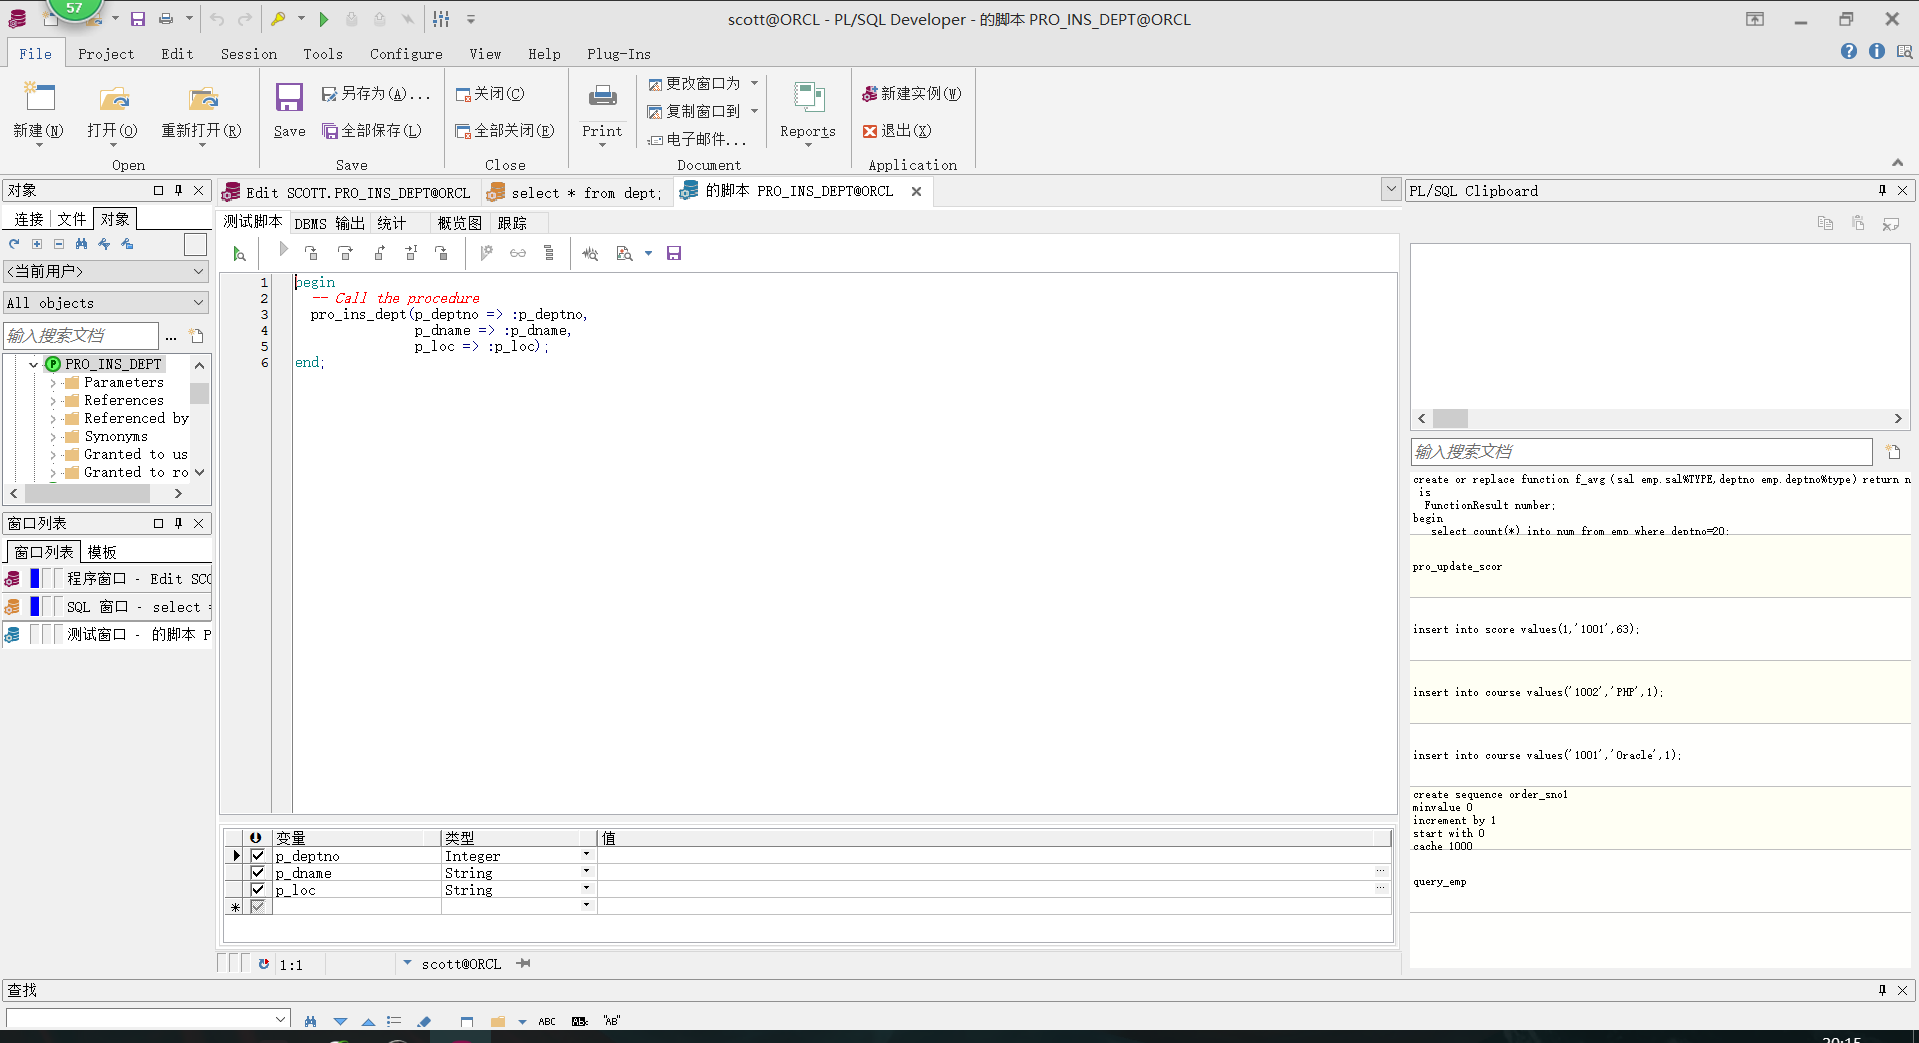 57
scott@ORCL - PL/SQL Developer - 的脚本 PRO_INS_DEPT@ORCL
File Project Edit Session Tools Configure View Help Plug-Ins
新建(N) 打开(O) 重新打开(R)
Open
Save 另存为(A)...
全部保存(L)
Save
关闭(C)
全部关闭(E)
Close
Print
更改窗口为
复制窗口到
电子邮件...
Document
Reports
新建实例(W)
退出(X)
Application
对象
连接 文件 对象
<当前用户>
All objects
输入搜索文档 ...
PRO_INS_DEPT
Parameters
References
Referenced by
Synonyms
Granted to us
Granted to ro
窗口列表
窗口列表 模板
程序窗口 - Edit SCO
SQL 窗口 - select
测试窗口 - 的脚本 P
Edit SCOTT.PRO_INS_DEPT@ORCL select * from dept; 的脚本 PRO_INS_DEPT@ORCL
测试脚本 DBMS 输出 统计 概览图 跟踪
1 begin
2 -- Call the procedure
3 pro_ins_dept(p_deptno => :p_deptno,
4 p_dname => :p_dname,
5 p_loc => :p_loc);
6 end;
变量 类型 值
p_deptno Integer
p_dname String ...
p_loc String ...
*
1:1 scott@ORCL
PL/SQL Clipboard
输入搜索文档
create or replace function f_avg (sal emp.sal%TYPE,deptno emp.deptno%type) return n
is
FunctionResult number;
begin
select count(*) into num from emp where deptno=20;
pro_update_scor
insert into score values(1,'1001',63);
insert into course values('1002','PHP',1);
insert into course values('1001','Oracle',1);
create sequence order_sno1
minvalue 0
increment by 1
start with 0
cache 1000
query_emp
查找
ABC AB "AB"
20:15